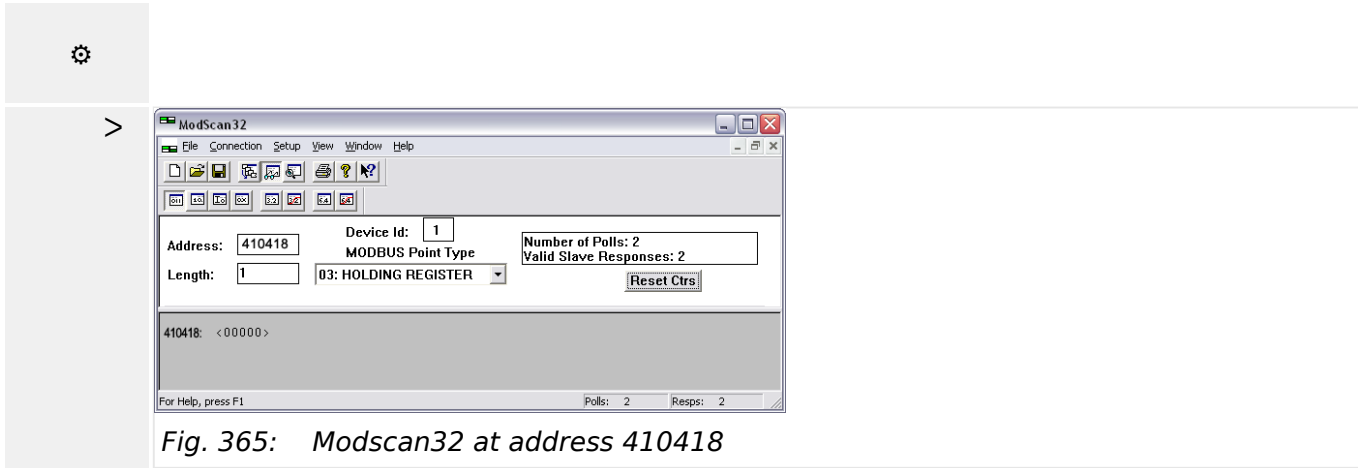 ⚙
>
ModScan32
File Connection Setup View Window Help
Address: 410418
Device Id: 1
MODBUS Point Type
Length: 1
03: HOLDING REGISTER
Number of Polls: 2
Valid Slave Responses: 2
Reset Ctrs
410418: <00000>
For Help, press F1 Polls: 2 Resps: 2
Fig. 365: Modscan32 at address 410418